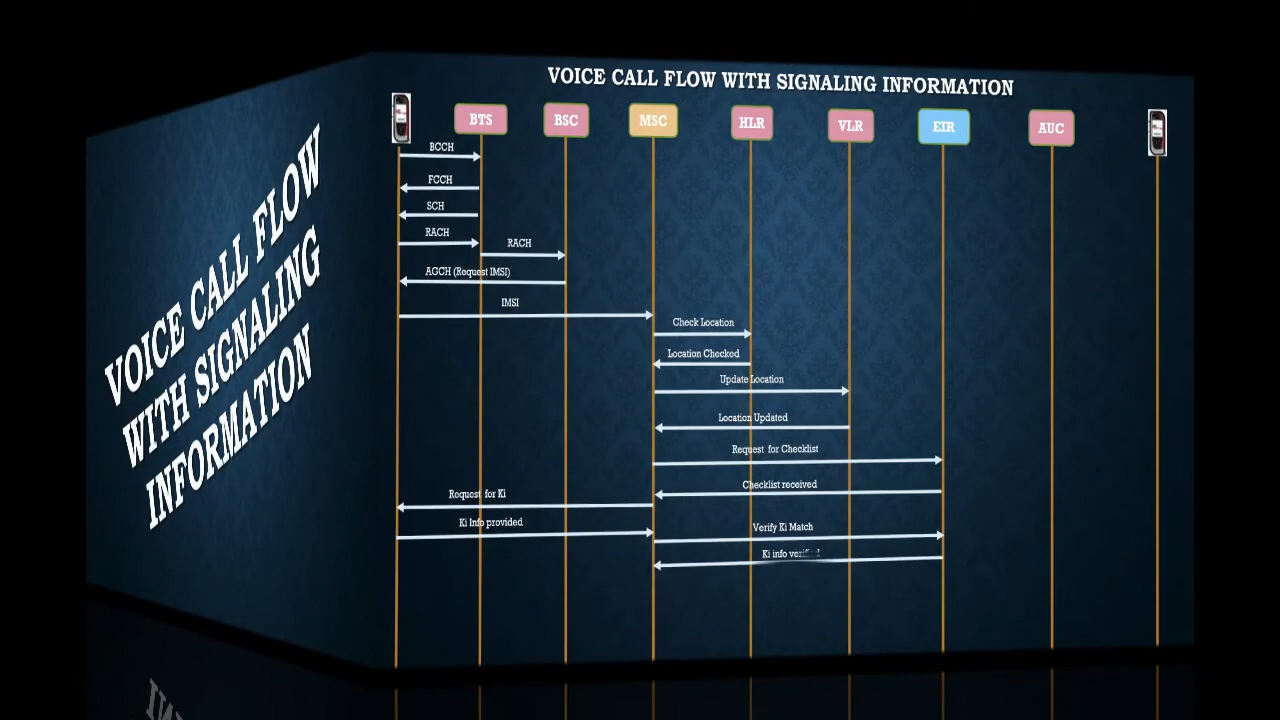 VOICE CALL FLOW WITH SIGNALING INFORMATION
BTS
BSC
MSC
HLR
VLR
EIR
AUC
BCCH
FCCH
SCH
RACH
RACH
AGCH (Request IMSI)
IMSI
Check Location
Location Checked
Update Location
Location Updated
Request for Checklist
Checklist received
Request for Ki
Ki Info provided
Verify Ki Match
Ki info
VOICE CALL FLOW
WITH SIGNALING
INFORMATION